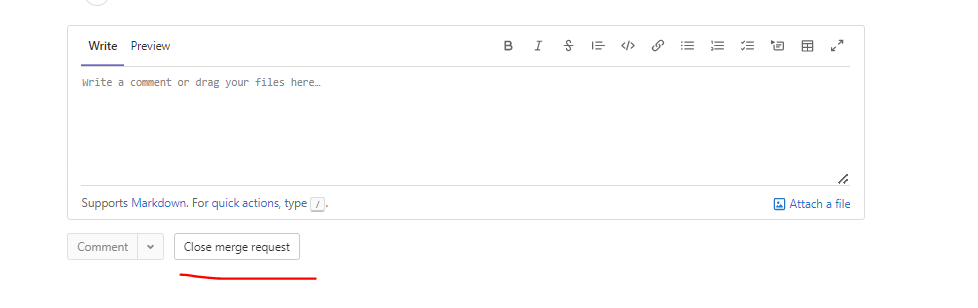 Write Preview B I S </>
Write a comment or drag your files here…
Supports Markdown. For quick actions, type /. Attach a file
Comment Close merge request